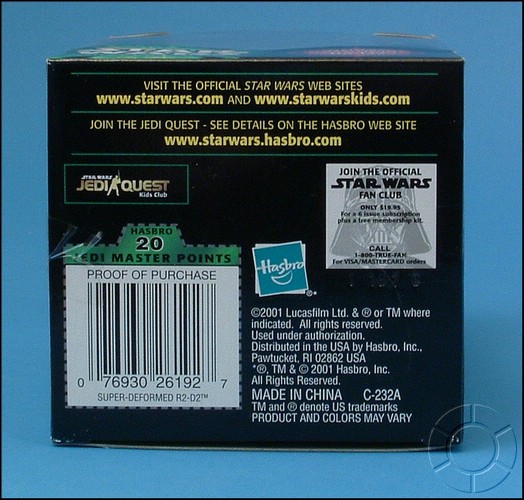 VISIT THE OFFICIAL STAR WARS WEB SITES
www.starwars.com AND www.starwarskids.com
JOIN THE JEDI QUEST - SEE DETAILS ON THE HASBRO WEB SITE
www.starwars.hasbro.com
STAR WARS
JEDI QUEST
Kids Club
JOIN THE OFFICIAL
STAR WARS
FAN CLUB
ONLY $19.95
For a 6 issue subscription
plus a free membership kit.
CALL
1-800-TRUE-FAN
For VISA/MASTERCARD orders
HASBRO
20
JEDI MASTER POINTS
PROOF OF PURCHASE
0 76930 26192 7
SUPER-DEFORMED R2-D2™
Hasbro
®*
©2001 Lucasfilm Ltd. & ® or TM where
indicated. All rights reserved.
Used under authorization.
Distributed in the USA by Hasbro, Inc.,
Pawtucket, RI 02862 USA
*®, TM & © 2001 Hasbro, Inc.
All Rights Reserved.
MADE IN CHINA C-232A
TM and ® denote US trademarks
PRODUCT AND COLORS MAY VARY